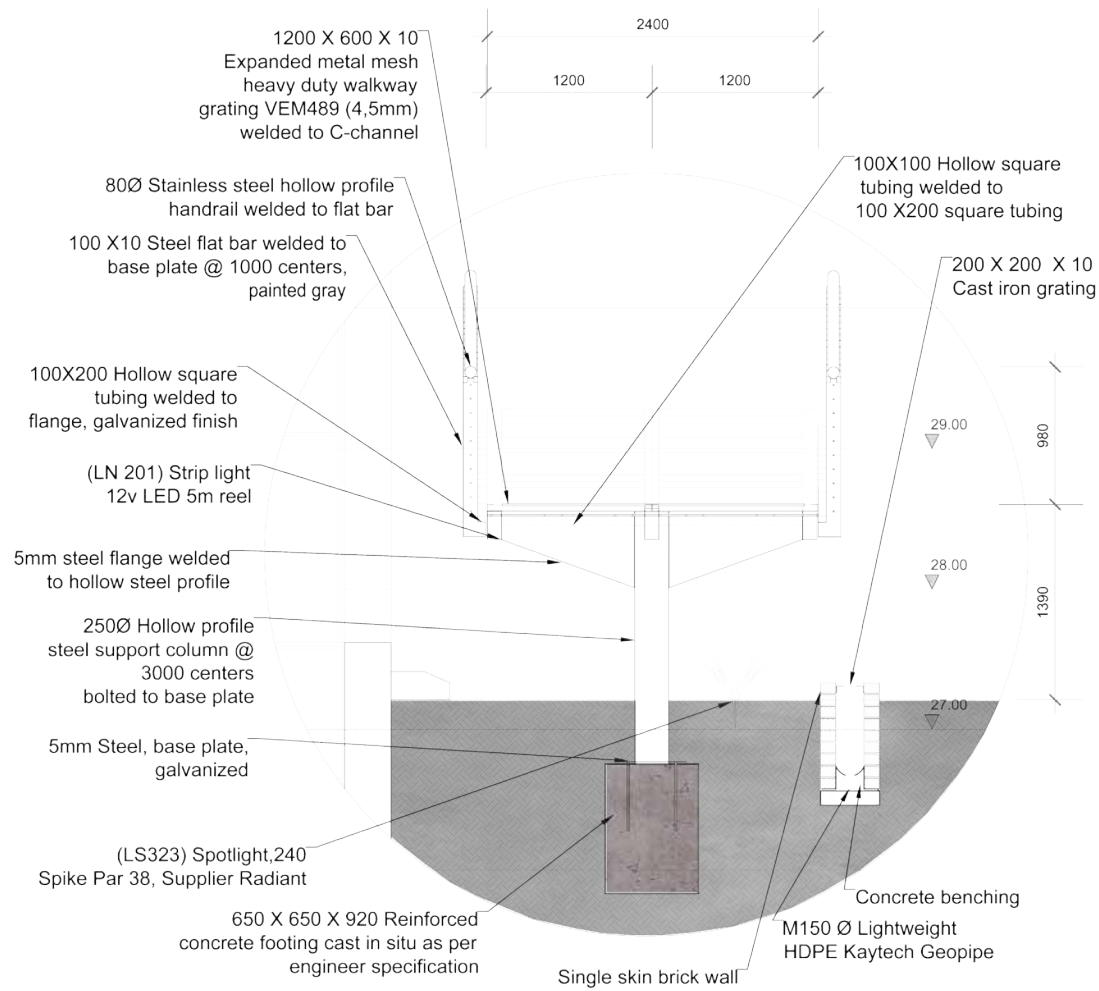 2400
1200
1200
1200 X 600 X 10
Expanded metal mesh
heavy duty walkway
grating VEM489 (4,5mm)
welded to C-channel
80Ø Stainless steel hollow profile
handrail welded to flat bar
100 X10 Steel flat bar welded to
base plate @ 1000 centers,
painted gray
100X200 Hollow square
tubing welded to
flange, galvanized finish
(LN 201) Strip light
12v LED 5m reel
5mm steel flange welded
to hollow steel profile
250Ø Hollow profile
steel support column @
3000 centers
bolted to base plate
5mm Steel, base plate,
galvanized
(LS323) Spotlight,240
Spike Par 38, Supplier Radiant
650 X 650 X 920 Reinforced
concrete footing cast in situ as per
engineer specification
100X100 Hollow square
tubing welded to
100 X200 square tubing
200 X 200 X 10
Cast iron grating
29.00
980
28.00
1390
27.00
Concrete benching
M150 Ø Lightweight
HDPE Kaytech Geopipe
Single skin brick wall